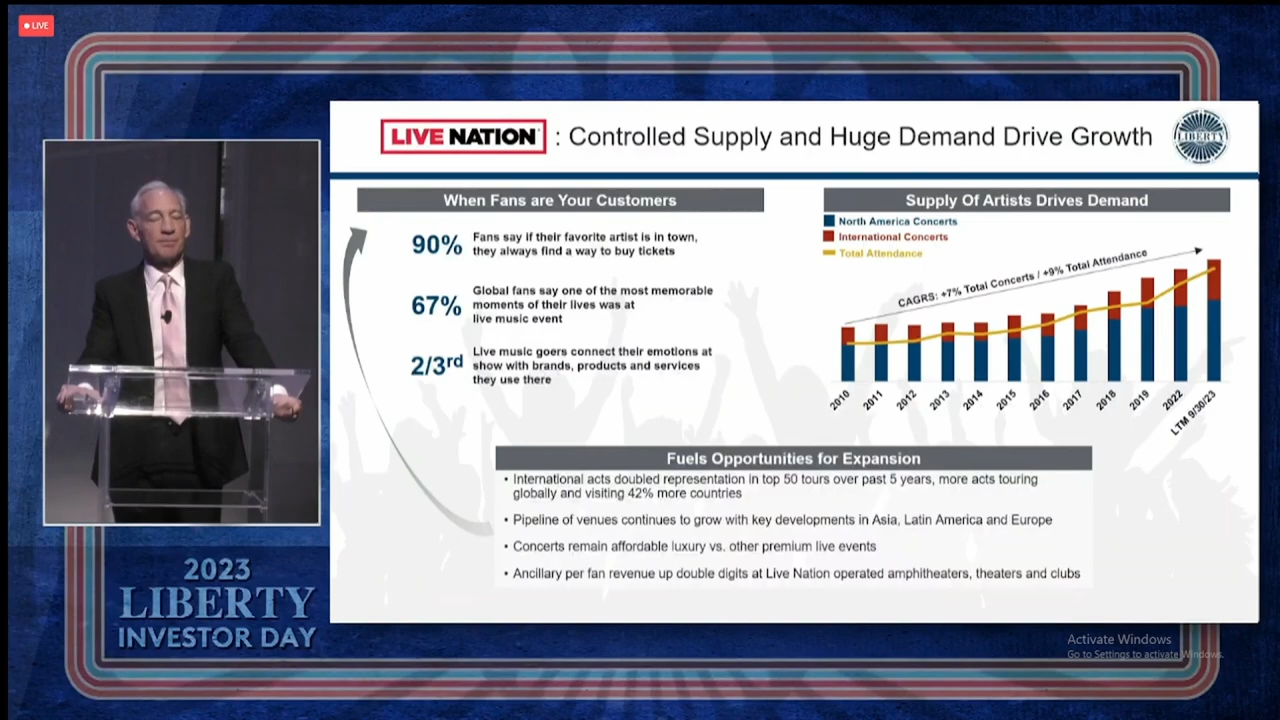 LIVE
LIVE NATION : Controlled Supply and Huge Demand Drive Growth
LIBERTY
When Fans are Your Customers
90%
Fans say if their favorite artist is in town,
they always find a way to buy tickets
67%
Global fans say one of the most memorable
moments of their lives was at
live music event
2/3rd
Live music goers connect their emotions at
show with brands, products and services
they use there
Supply Of Artists Drives Demand
North America Concerts
International Concerts
Total Attendance
CAGRS: +7% Total Concerts / +9% Total Attendance
2010 2011 2012 2013 2014 2015 2016 2017 2018 2019 2022 LTM 9/30/23
Fuels Opportunities for Expansion
• International acts doubled representation in top 50 tours over past 5 years, more acts touring
globally and visiting 42% more countries
• Pipeline of venues continues to grow with key developments in Asia, Latin America and Europe
• Concerts remain affordable luxury vs. other premium live events
• Ancillary per fan revenue up double digits at Live Nation operated amphitheaters, theaters and clubs
2023
LIBERTY
INVESTOR DAY
Activate Windows
Go to Settings to activate Windows.